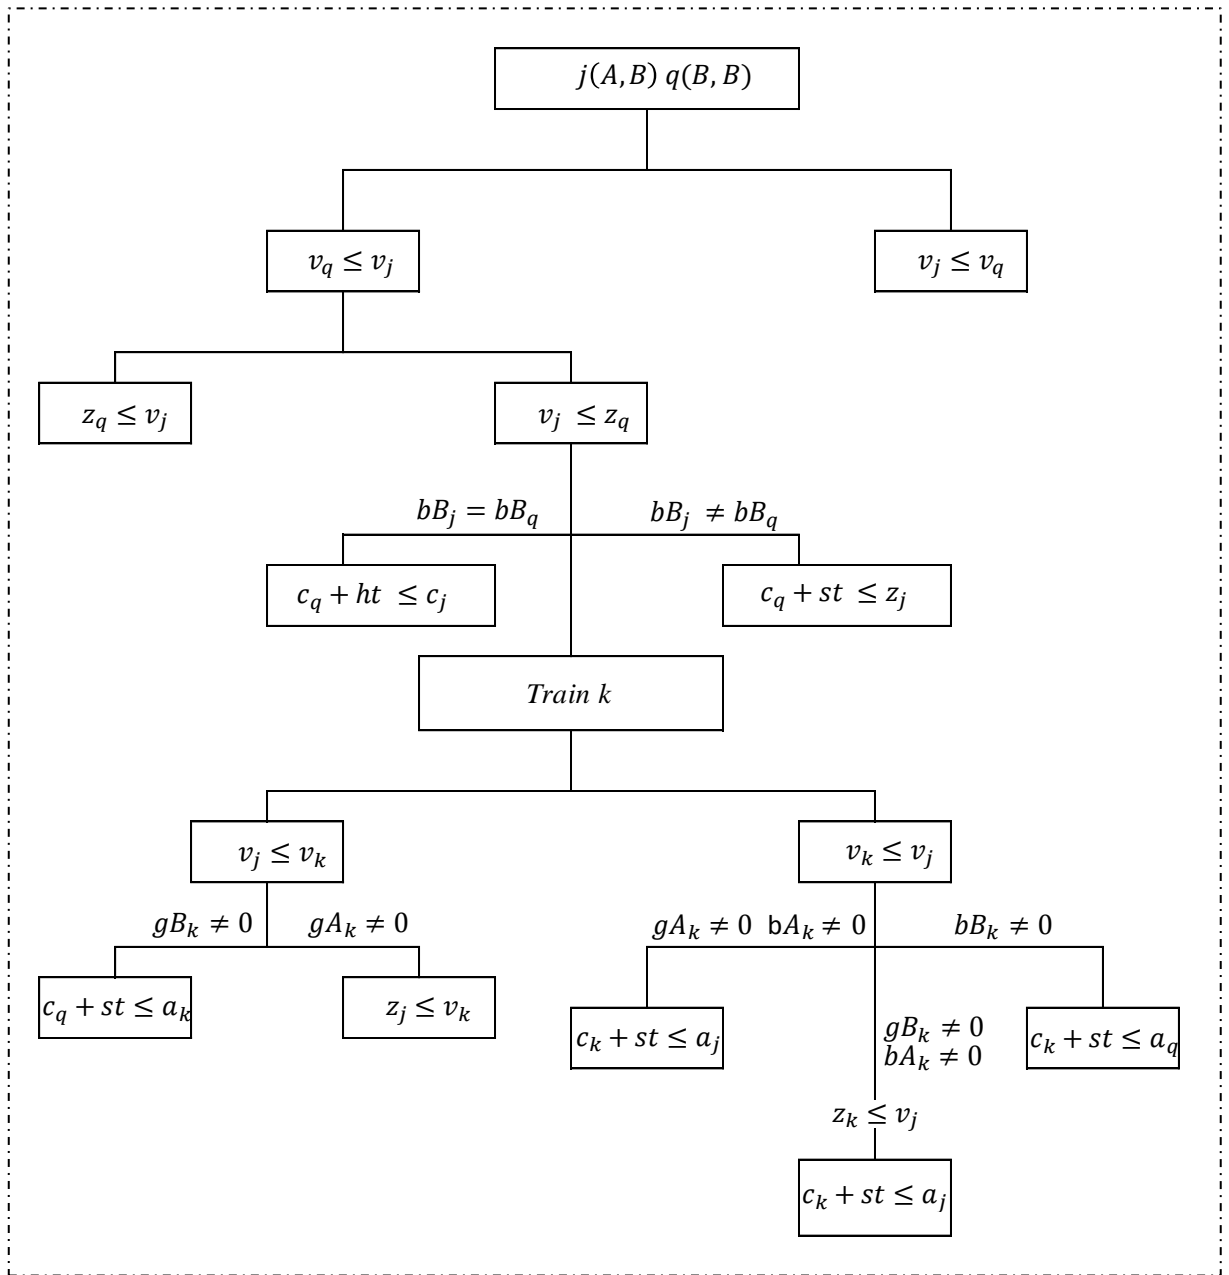 j(A, B) q(B, B)
v_q ≤ v_j
v_j ≤ v_q
z_q ≤ v_j
v_j ≤ z_q
bB_j = bB_q
bB_j ≠ bB_q
c_q + ht ≤ c_j
c_q + st ≤ z_j
Train k
v_j ≤ v_k
v_k ≤ v_j
gB_k ≠ 0
gA_k ≠ 0
gA_k ≠ 0 bA_k ≠ 0
bB_k ≠ 0
c_q + st ≤ a_k
z_j ≤ v_k
c_k + st ≤ a_j
gB_k ≠ 0
bA_k ≠ 0
c_k + st ≤ a_q
z_k ≤ v_j
c_k + st ≤ a_j